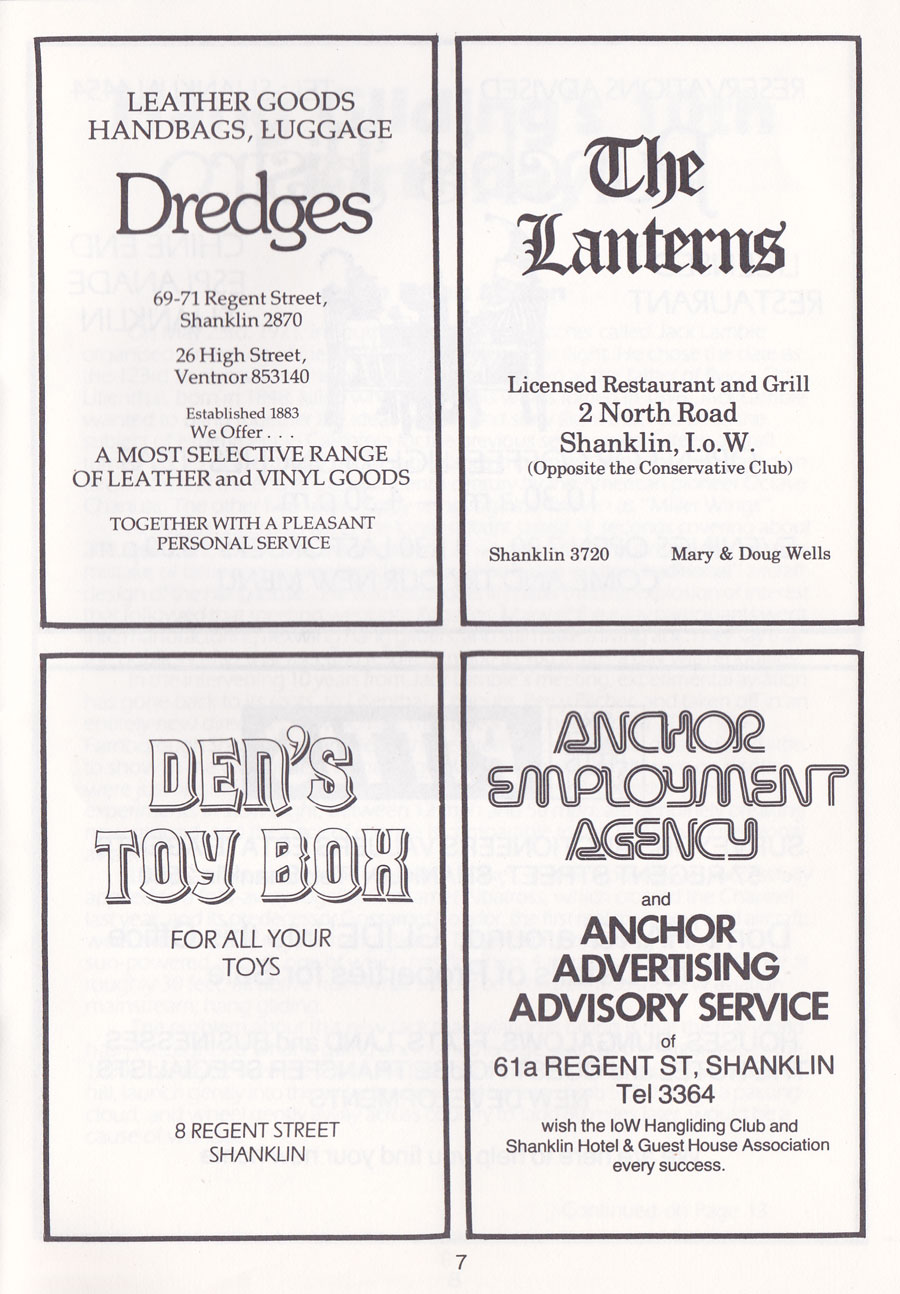 LEATHER GOODS
HANDBAGS, LUGGAGE
Dredges
69-71 Regent Street,
Shanklin 2870
26 High Street,
Ventnor 853140
Established 1883
We Offer . . .
A MOST SELECTIVE RANGE
OF LEATHER and VINYL GOODS
TOGETHER WITH A PLEASANT
PERSONAL SERVICE
The
Lanterns
Licensed Restaurant and Grill
2 North Road
Shanklin, I.o.W.
(Opposite the Conservative Club)
Shanklin 3720 Mary & Doug Wells
DEN'S
TOY BOX
FOR ALL YOUR
TOYS
8 REGENT STREET
SHANKLIN
ANCHOR
EMPLOYMENT
AGENCY
and
ANCHOR
ADVERTISING
ADVISORY SERVICE
of
61a REGENT ST, SHANKLIN
Tel 3364
wish the IoW Hangliding Club and
Shanklin Hotel & Guest House Association
every success.
7